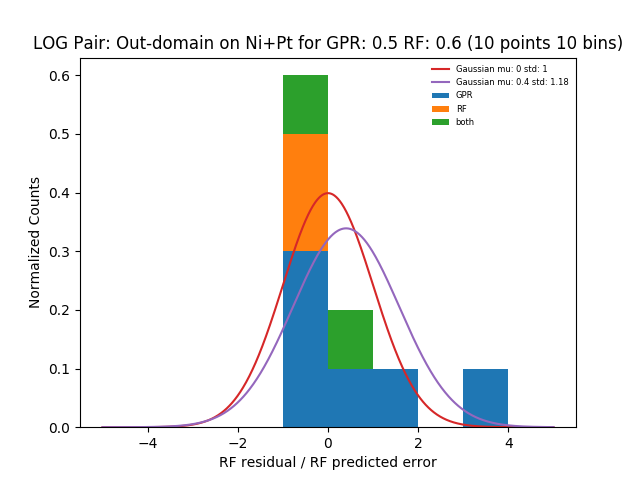 LOG Pair: Out-domain on Ni+Pt for GPR: 0.5 RF: 0.6 (10 points 10 bins)
Gaussian mu: 0 std: 1
Gaussian mu: 0.4 std: 1.18
GPR
RF
both
Normalized Counts
0.6
0.5
0.4
0.3
0.2
0.1
0.0
−4 −2 0 2 4
RF residual / RF predicted error